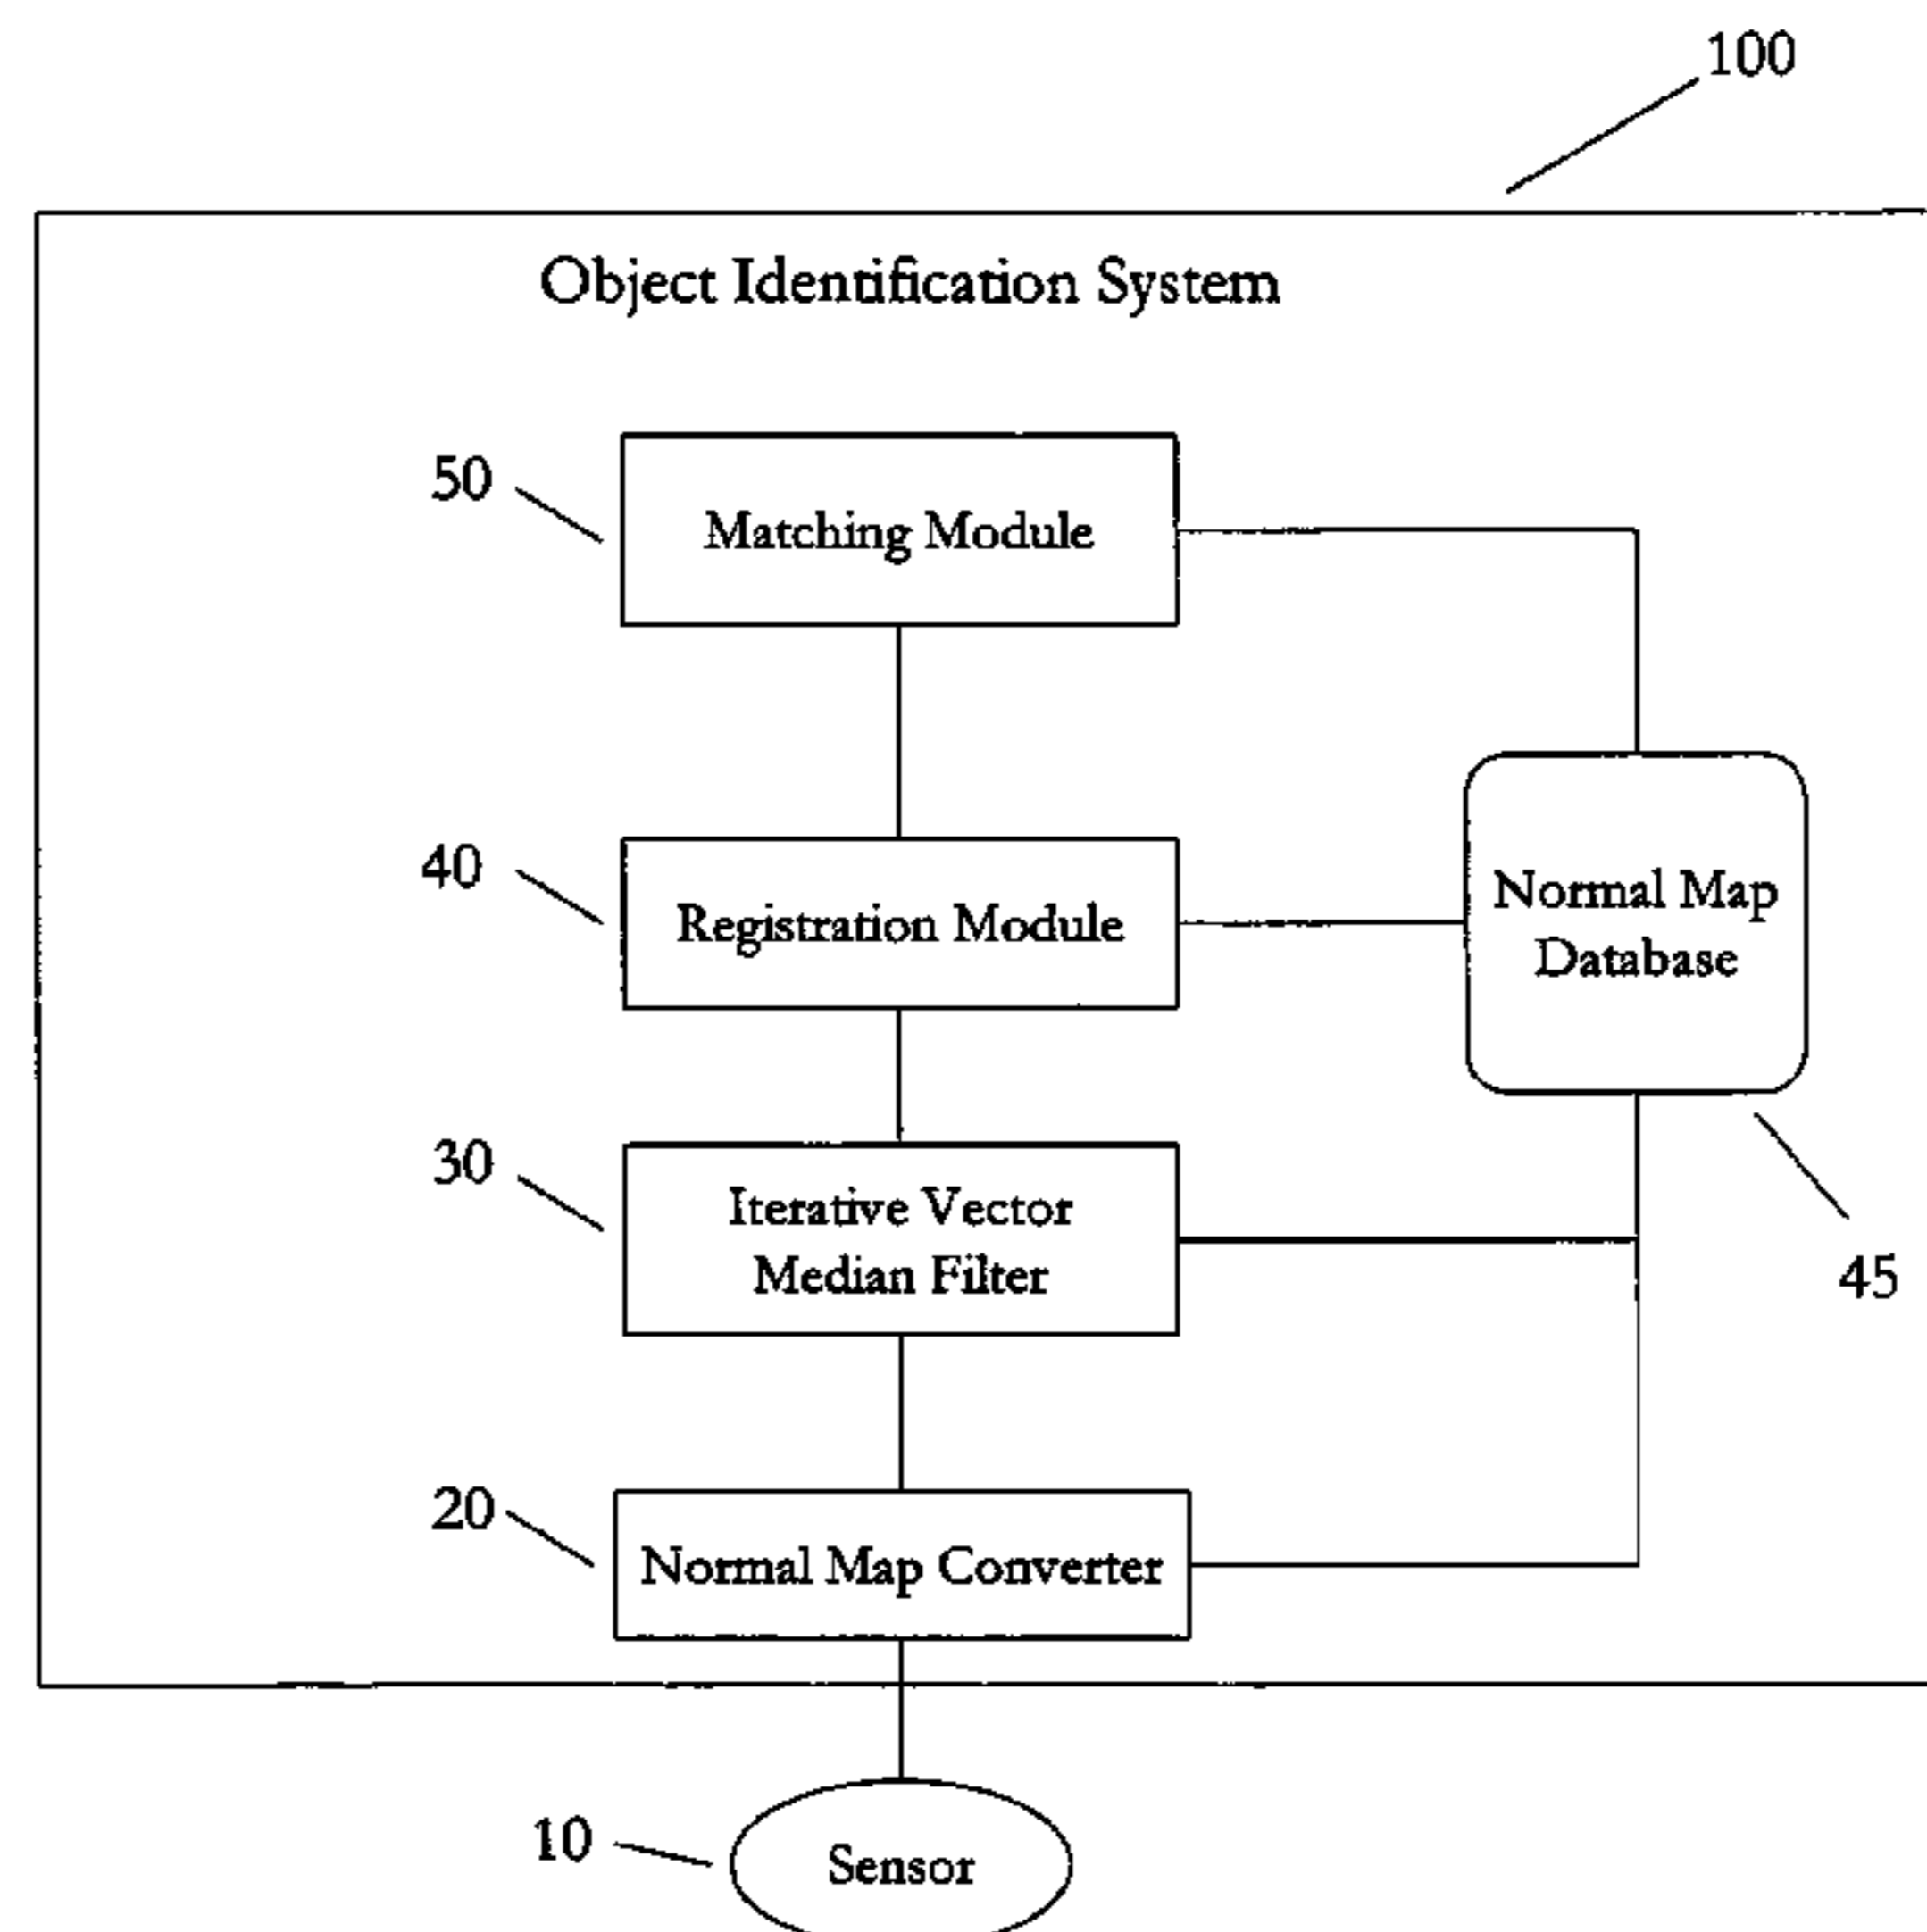 100
Object Identification System
50
Matching Module
40
Registration Module
Normal Map
Database
30
Iterative Vector
Median Filter
45
20
Normal Map Converter
10
Sensor